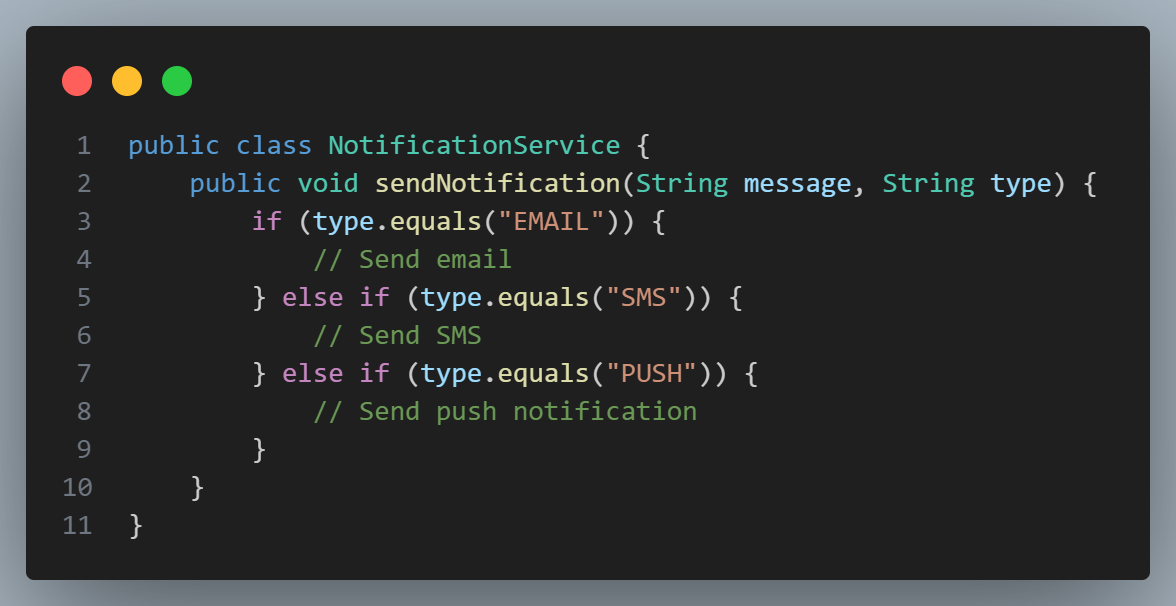 1 public class NotificationService {
2     public void sendNotification(String message, String type) {
3         if (type.equals("EMAIL")) {
4             // Send email
5         } else if (type.equals("SMS")) {
6             // Send SMS
7         } else if (type.equals("PUSH")) {
8             // Send push notification
9         }
10     }
11 }